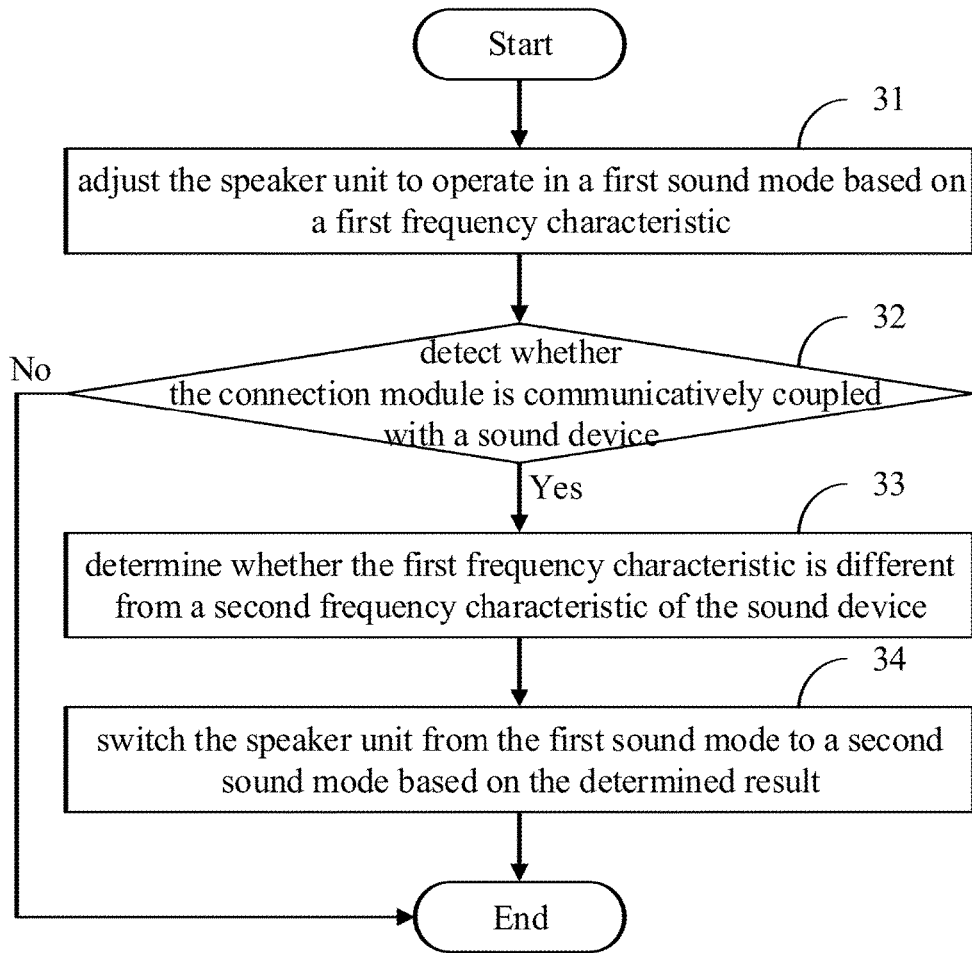 Start
31
adjust the speaker unit to operate in a first sound mode based on
a first frequency characteristic
32
No
detect whether
the connection module is communicatively coupled
with a sound device
Yes
33
determine whether the first frequency characteristic is different
from a second frequency characteristic of the sound device
34
switch the speaker unit from the first sound mode to a second
sound mode based on the determined result
End